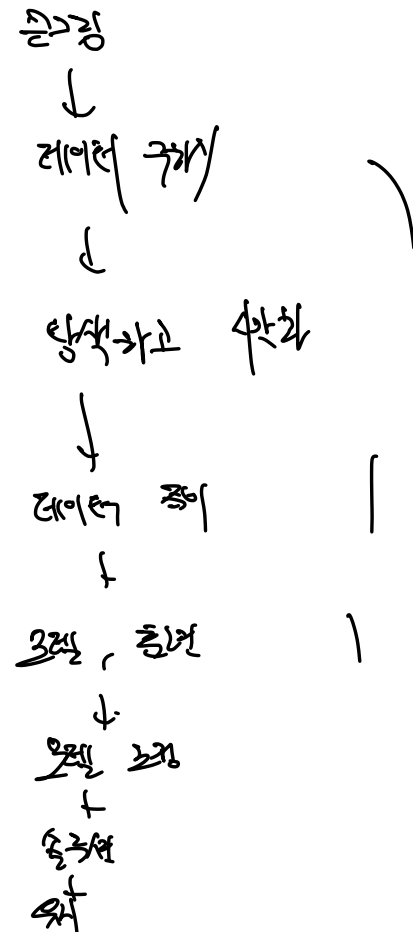 큰그림
데이터 구하기
탐색하고 시각화
데이터 준비
모델, 훈련
모델 조정
솔루션